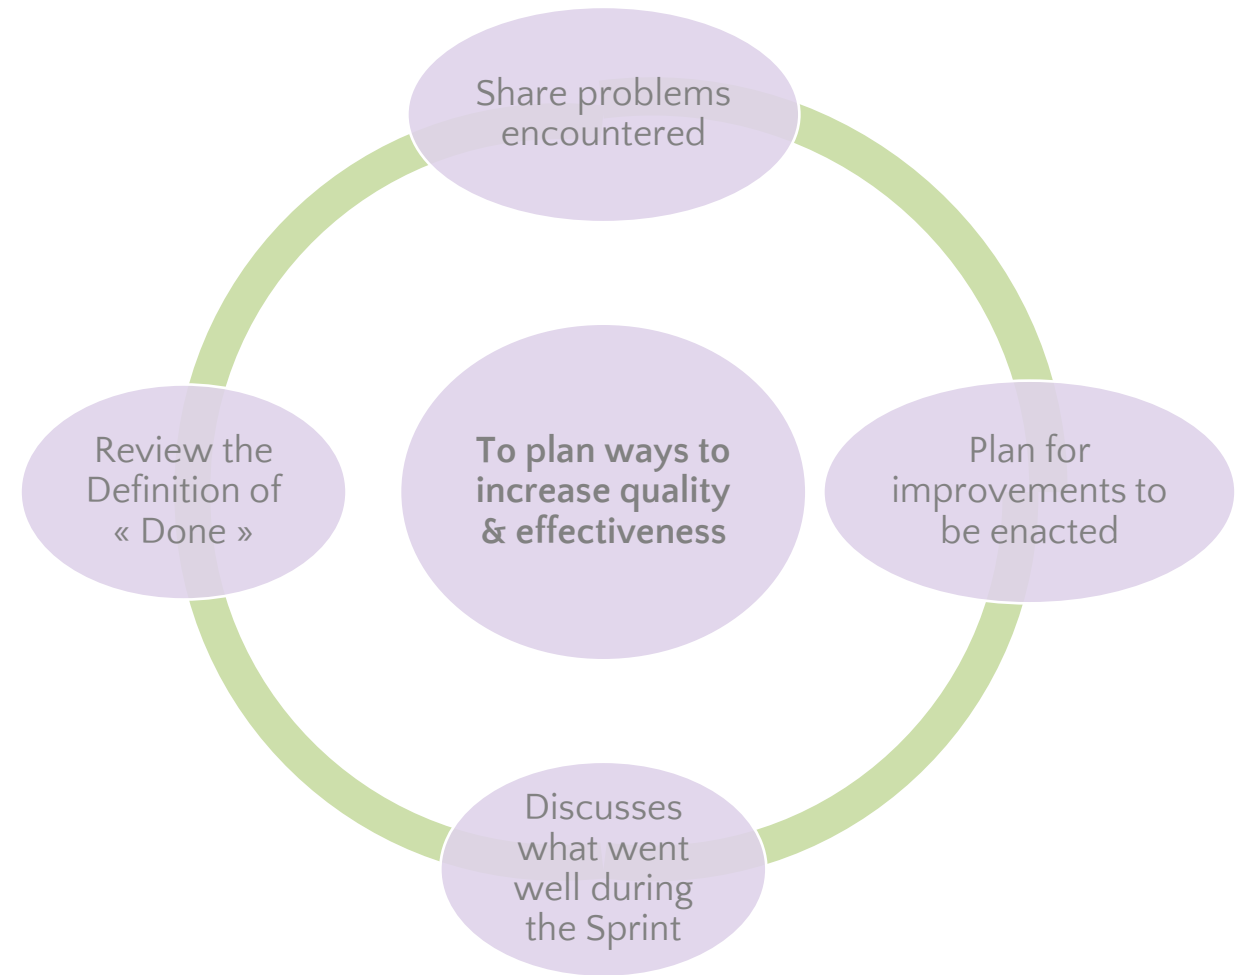 Share problems
encountered
Review the
Definition of
« Done »
To plan ways to
increase quality
& effectiveness
Plan for
improvements to
be enacted
Discusses
what went
well during
the Sprint